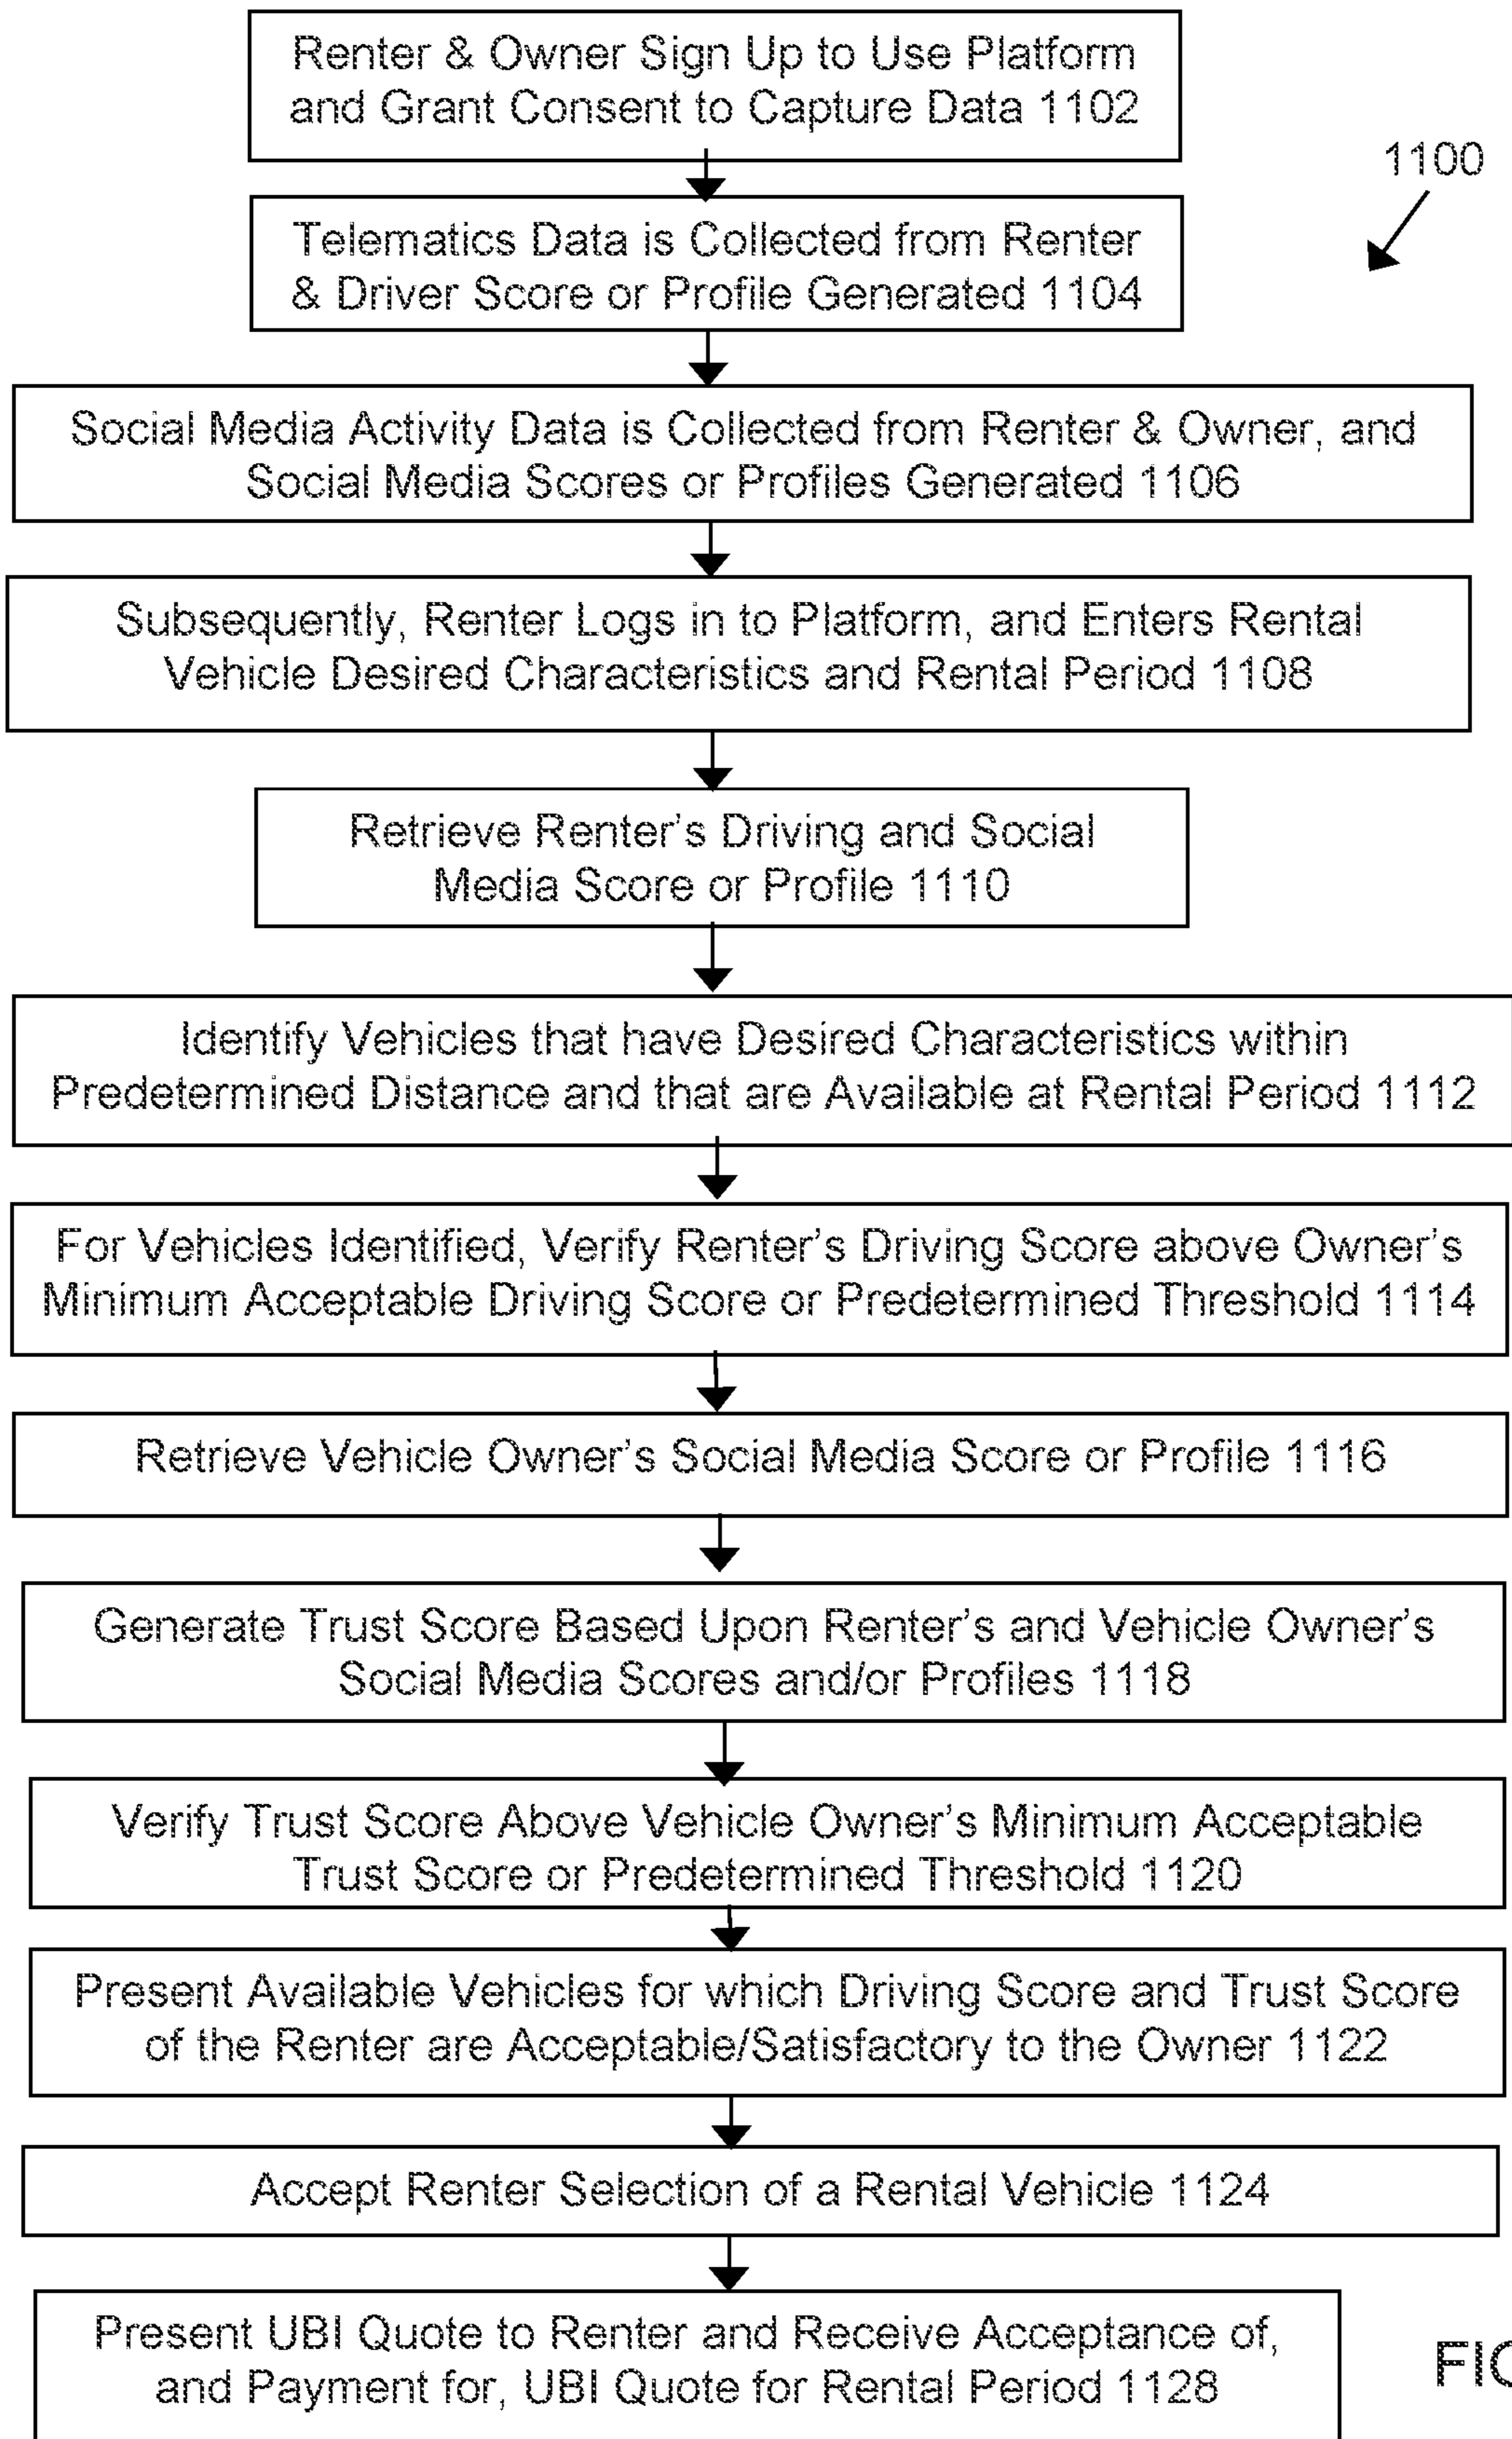 Renter & Owner Sign Up to Use Platform
and Grant Consent to Capture Data 1102
1100
Telematics Data is Collected from Renter
& Driver Score or Profile Generated 1104
Social Media Activity Data is Collected from Renter & Owner, and
Social Media Scores or Profiles Generated 1106
Subsequently, Renter Logs in to Platform, and Enters Rental
Vehicle Desired Characteristics and Rental Period 1108
Retrieve Renter's Driving and Social
Media Score or Profile 1110
Identify Vehicles that have Desired Characteristics within
Predetermined Distance and that are Available at Rental Period 1112
For Vehicles Identified, Verify Renter's Driving Score above Owner's
Minimum Acceptable Driving Score or Predetermined Threshold 1114
Retrieve Vehicle Owner's Social Media Score or Profile 1116
Generate Trust Score Based Upon Renter's and Vehicle Owner's
Social Media Scores and/or Profiles 1118
Verify Trust Score Above Vehicle Owner's Minimum Acceptable
Trust Score or Predetermined Threshold 1120
Present Available Vehicles for which Driving Score and Trust Score
of the Renter are Acceptable/Satisfactory to the Owner 1122
Accept Renter Selection of a Rental Vehicle 1124
Present UBI Quote to Renter and Receive Acceptance of,
and Payment for, UBI Quote for Rental Period 1128